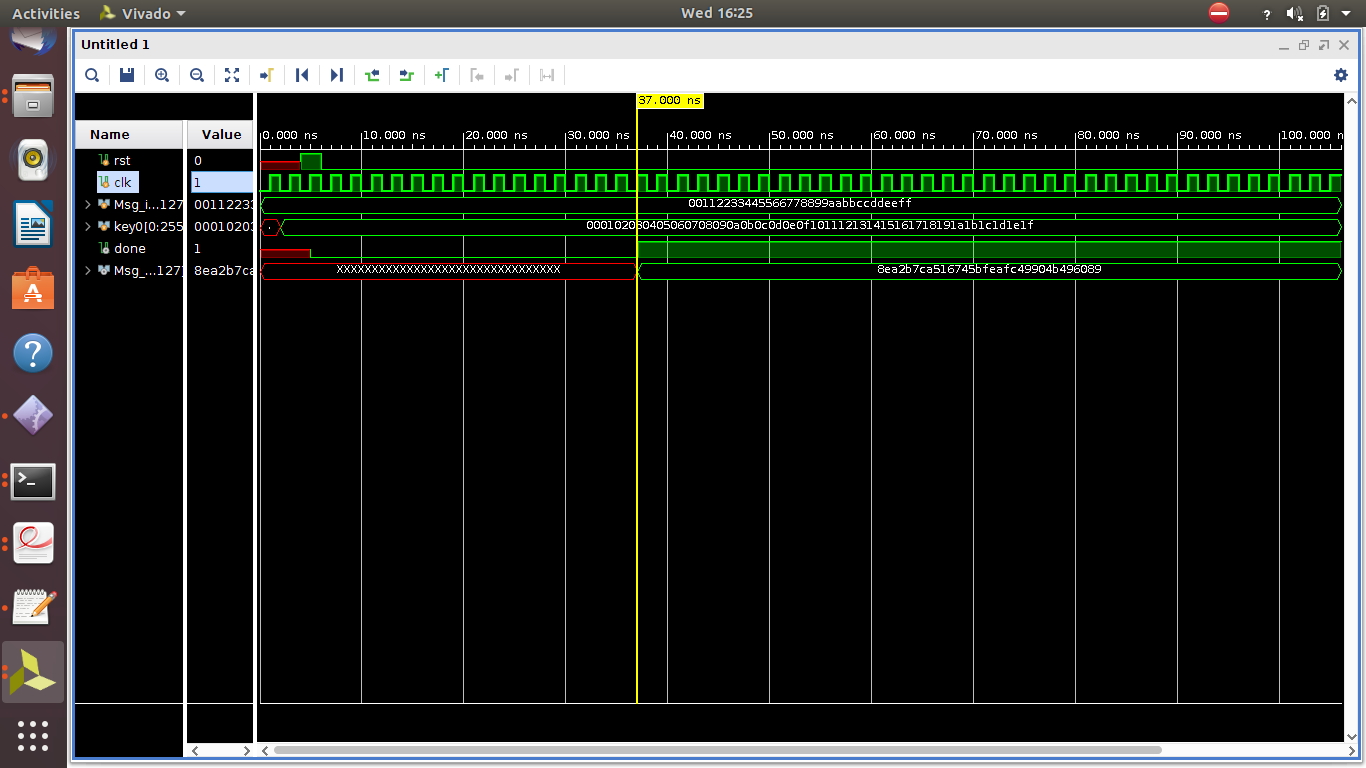 Activities Vivado Wed 16:25 ?
Untitled 1
37.000 ns
Name Value 0.000 ns 10.000 ns 20.000 ns 30.000 ns 40.000 ns 50.000 ns 60.000 ns 70.000 ns 80.000 ns 90.000 ns 100.000 n
rst 0
clk 1
Msg_i...127 00112233 00112233445566778899aabbccddeeff
key0[0:255 00010203 . 000102030405060708090a0b0c0d0e0f101112131415161718191a1b1c1d1e1f
done 1
Msg_...127] 8ea2b7ca XXXXXXXXXXXXXXXXXXXXXXXXXXXXXXXX 8ea2b7ca516745bfeafc49904b496089